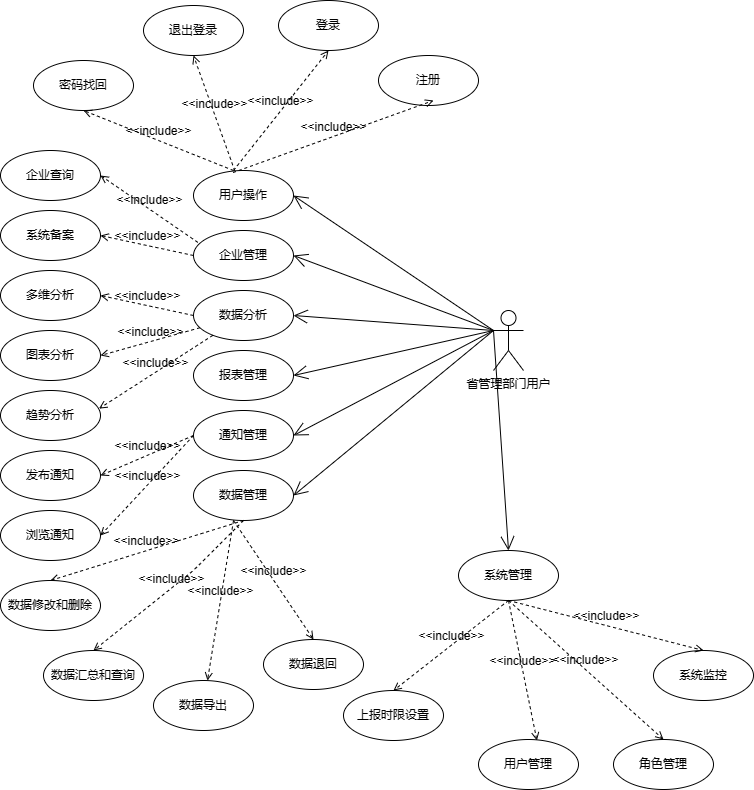 登录
退出登录
注册
密码找回
<<include>>
<<include>>
<<include>>
<<include>>
企业查询
用户操作
<<include>>
系统备案
<<include>>
企业管理
多维分析
<<include>>
数据分析
<<include>>
图表分析
<<include>>
报表管理
省管理部门用户
趋势分析
通知管理
<<include>>
发布通知
<<include>>
数据管理
浏览通知
<<include>>
<<include>>
<<include>>
<<include>>
系统管理
数据修改和删除
<<include>>
<<include>>
<<include>>
<<include>>
数据退回
数据汇总和查询
系统监控
数据导出
上报时限设置
用户管理
角色管理